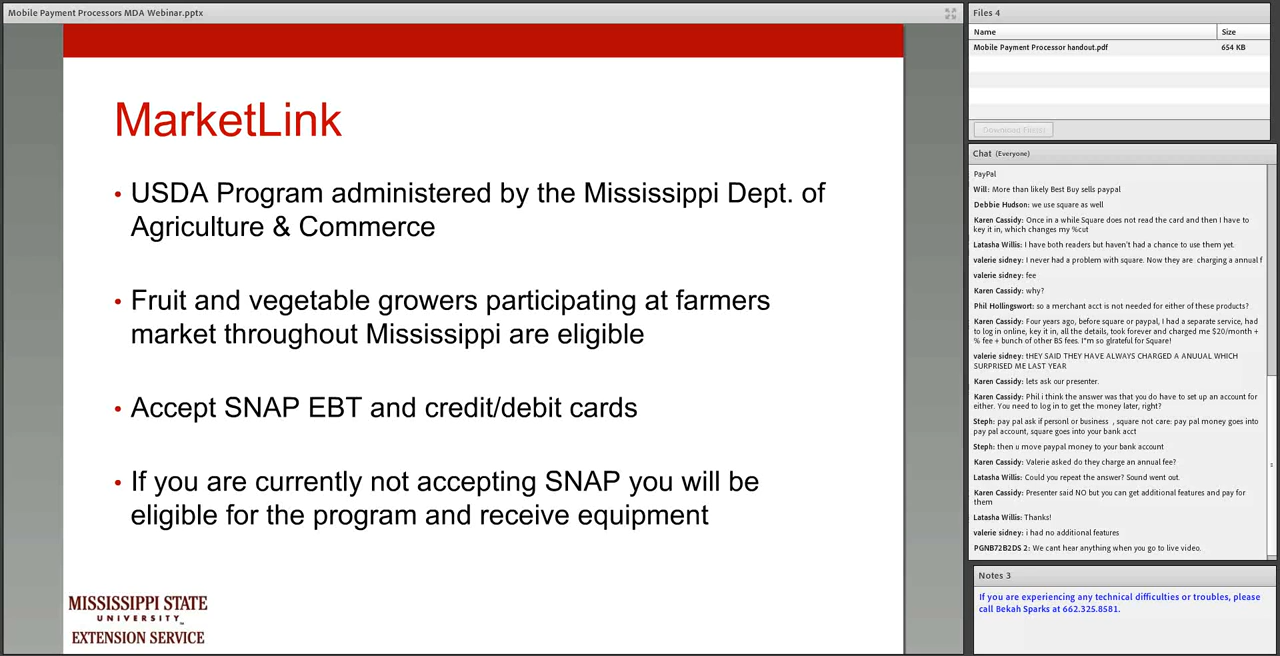 Mobile Payment Processors MDA Webinar.pptx
MarketLink
• USDA Program administered by the Mississippi Dept. of
Agriculture & Commerce
• Fruit and vegetable growers participating at farmers
market throughout Mississippi are eligible
• Accept SNAP EBT and credit/debit cards
• If you are currently not accepting SNAP you will be
eligible for the program and receive equipment
MISSISSIPPI STATE
UNIVERSITY™
EXTENSION SERVICE
Files 4
Name Size
Mobile Payment Processor handout.pdf 654 KB
Download File(s)
Chat (Everyone)
PayPal
Will: More than likely Best Buy sells paypal
Debbie Hudson: we use square as well
Karen Cassidy: Once in a while Square does not read the card and then I have to
key it in, which changes my %cut
Latasha Willis: I have both readers but haven't had a chance to use them yet.
valerie sidney: I never had a problem with square. Now they are charging a annual f
valerie sidney: fee
Karen Cassidy: why?
Phil Hollingswort: so a merchant acct is not needed for either of these products?
Karen Cassidy: Four years ago, before square or paypal, I had a separate service, had
to log in online, key it in, all the details, took forever and charged me $20/month +
% fee + bunch of other BS fees. I"m so glrateful for Square!
valerie sidney: tHEY SAID THEY HAVE ALWAYS CHARGED A ANUUAL WHICH
SURPRISED ME LAST YEAR
Karen Cassidy: lets ask our presenter.
Karen Cassidy: Phil i think the answer was that you do have to set up an account for
either. You need to log in to get the money later, right?
Steph: pay pal ask if personl or business , square not care: pay pal money goes into
pay pal account, square goes into your bank acct
Steph: then u move paypal money to your bank account
Karen Cassidy: Valerie asked do they charge an annual fee?
Latasha Willis: Could you repeat the answer? Sound went out.
Karen Cassidy: Presenter said NO but you can get additional features and pay for
them
Latasha Willis: Thanks!
valerie sidney: i had no additional features
PGNB72B2DS 2: We cant hear anything when you go to live video.
Notes 3
If you are experiencing any technical difficulties or troubles, please
call Bekah Sparks at 662.325.8581.